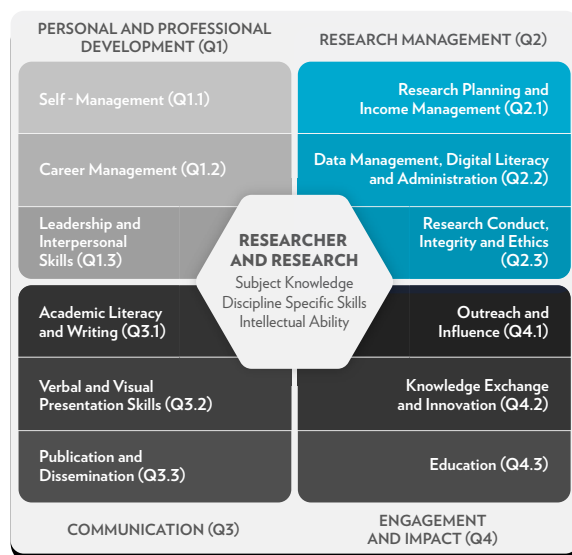 PERSONAL AND PROFESSIONAL
DEVELOPMENT (Q1)
RESEARCH MANAGEMENT (Q2)
Self - Management (Q1.1)
Career Management (Q1.2)
Leadership and
Interpersonal
Skills (Q1.3)
Research Planning and
Income Management (Q2.1)
Data Management, Digital Literacy
and Administration (Q2.2)
Research Conduct,
Integrity and Ethics
(Q2.3)
RESEARCHER
AND RESEARCH
Subject Knowledge
Discipline Specific Skills
Intellectual Ability
Academic Literacy
and Writing (Q3.1)
Verbal and Visual
Presentation Skills (Q3.2)
Publication and
Dissemination (Q3.3)
Outreach and
Influence (Q4.1)
Knowledge Exchange
and Innovation (Q4.2)
Education (Q4.3)
COMMUNICATION (Q3)
ENGAGEMENT
AND IMPACT (Q4)